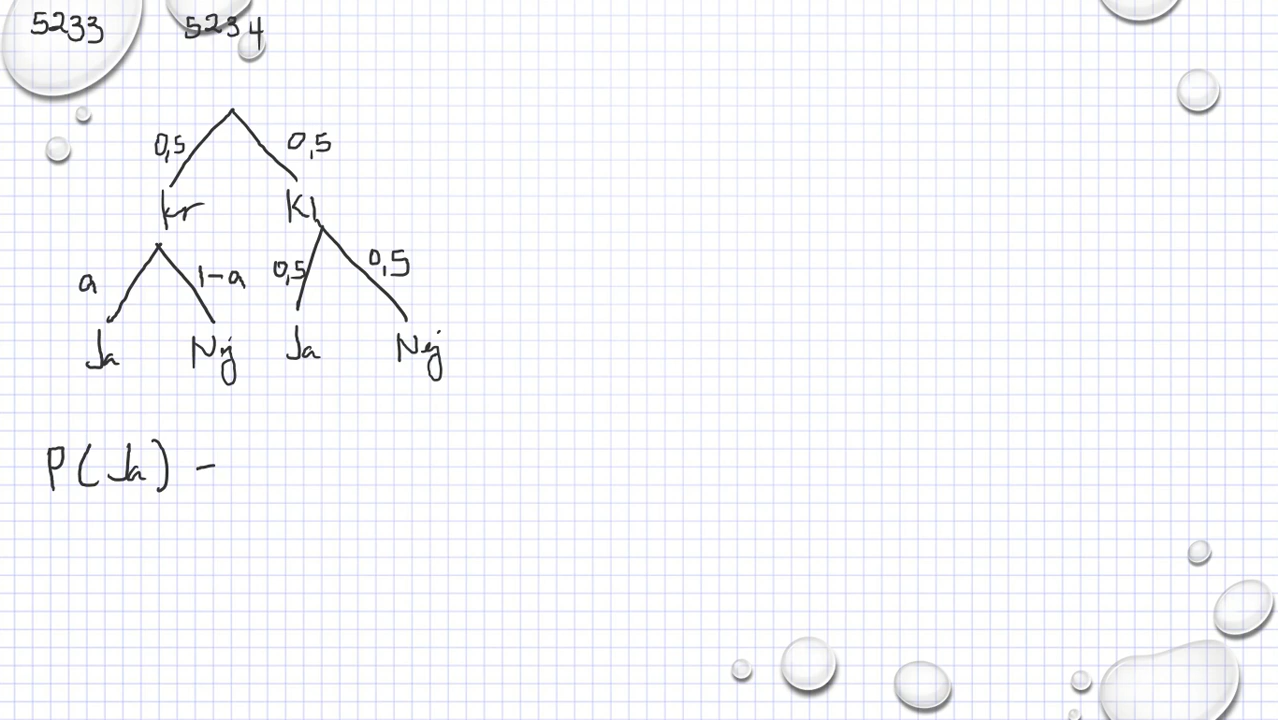 5233 5234
0,5 0,5
Kr Kl
a 1-a 0,5 0,5
Ja Nej Ja Nej
P(Ja) -